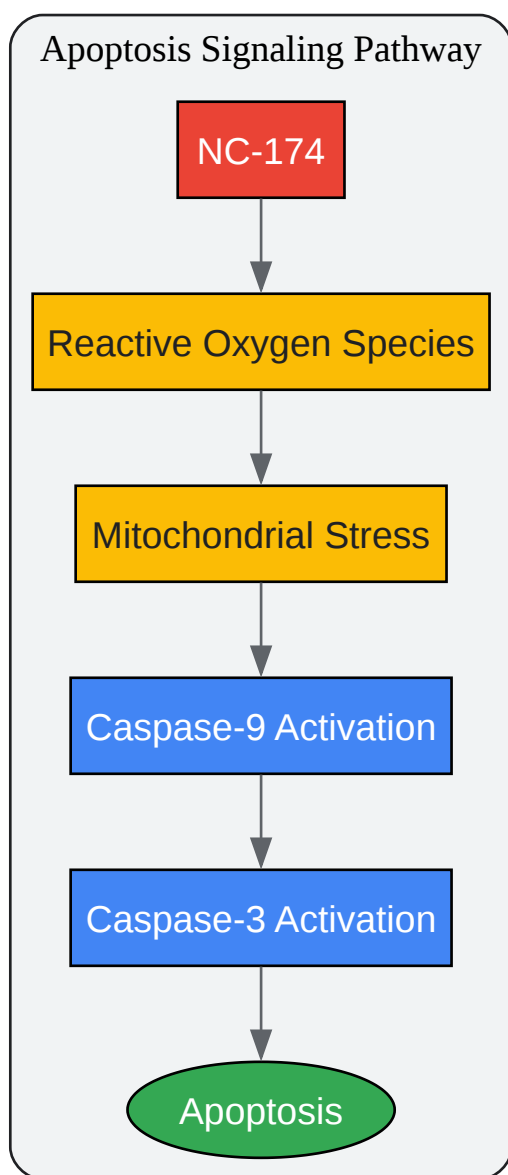 Apoptosis Signaling Pathway
NC-174
Reactive Oxygen Species
Mitochondrial Stress
Caspase-9 Activation
Caspase-3 Activation
Apoptosis